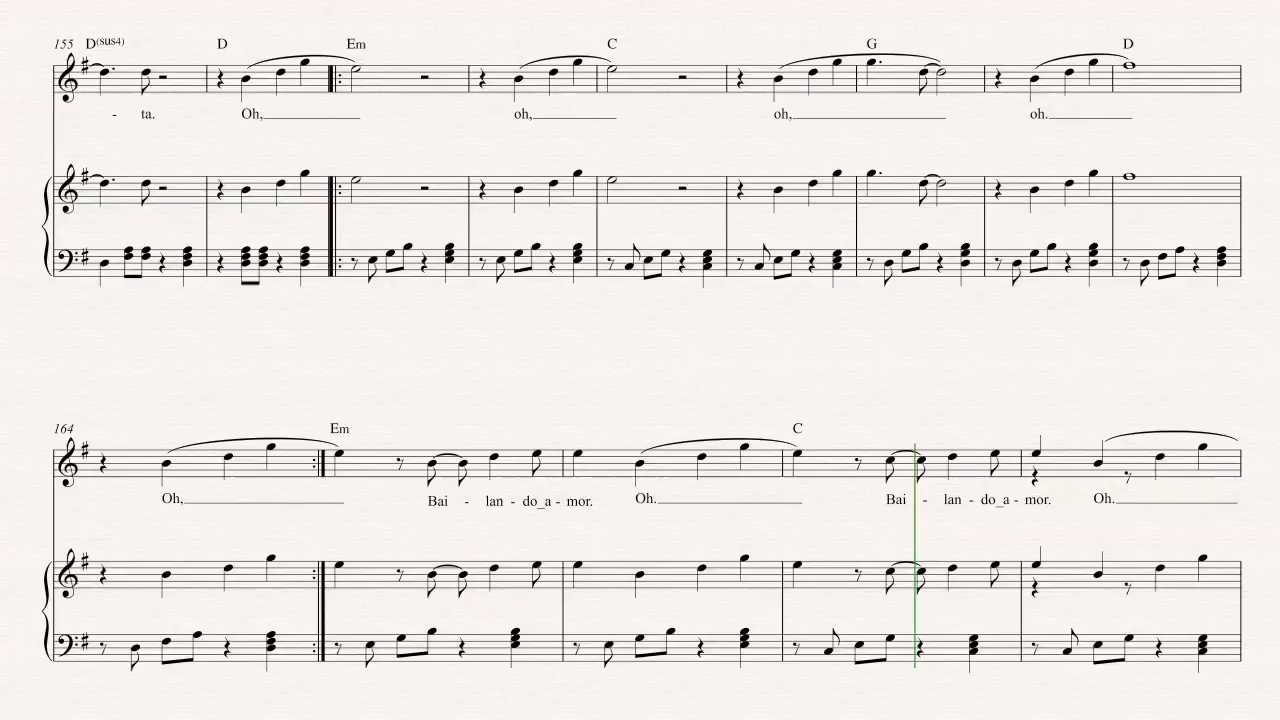 155 D(sus4) D Em C G D
- ta. Oh, oh, oh, oh.
164 Em C
Oh, Bai - lan - do_a - mor. Oh. Bai - lan - do_a - mor. Oh.